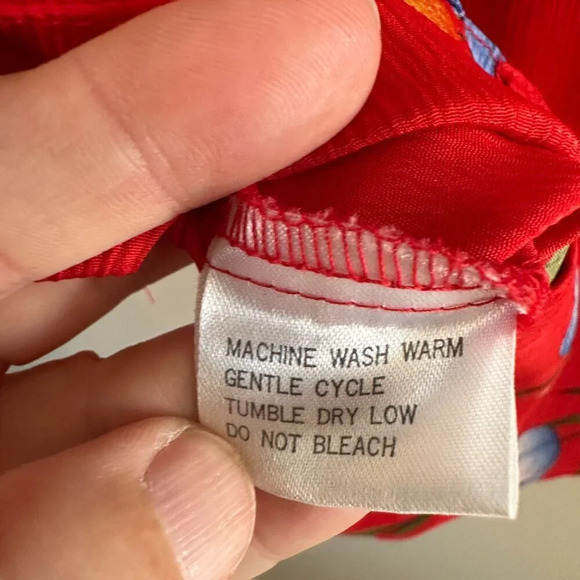 MACHINE WASH WARM
GENTLE CYCLE
TUMBLE DRY LOW
DO NOT BLEACH